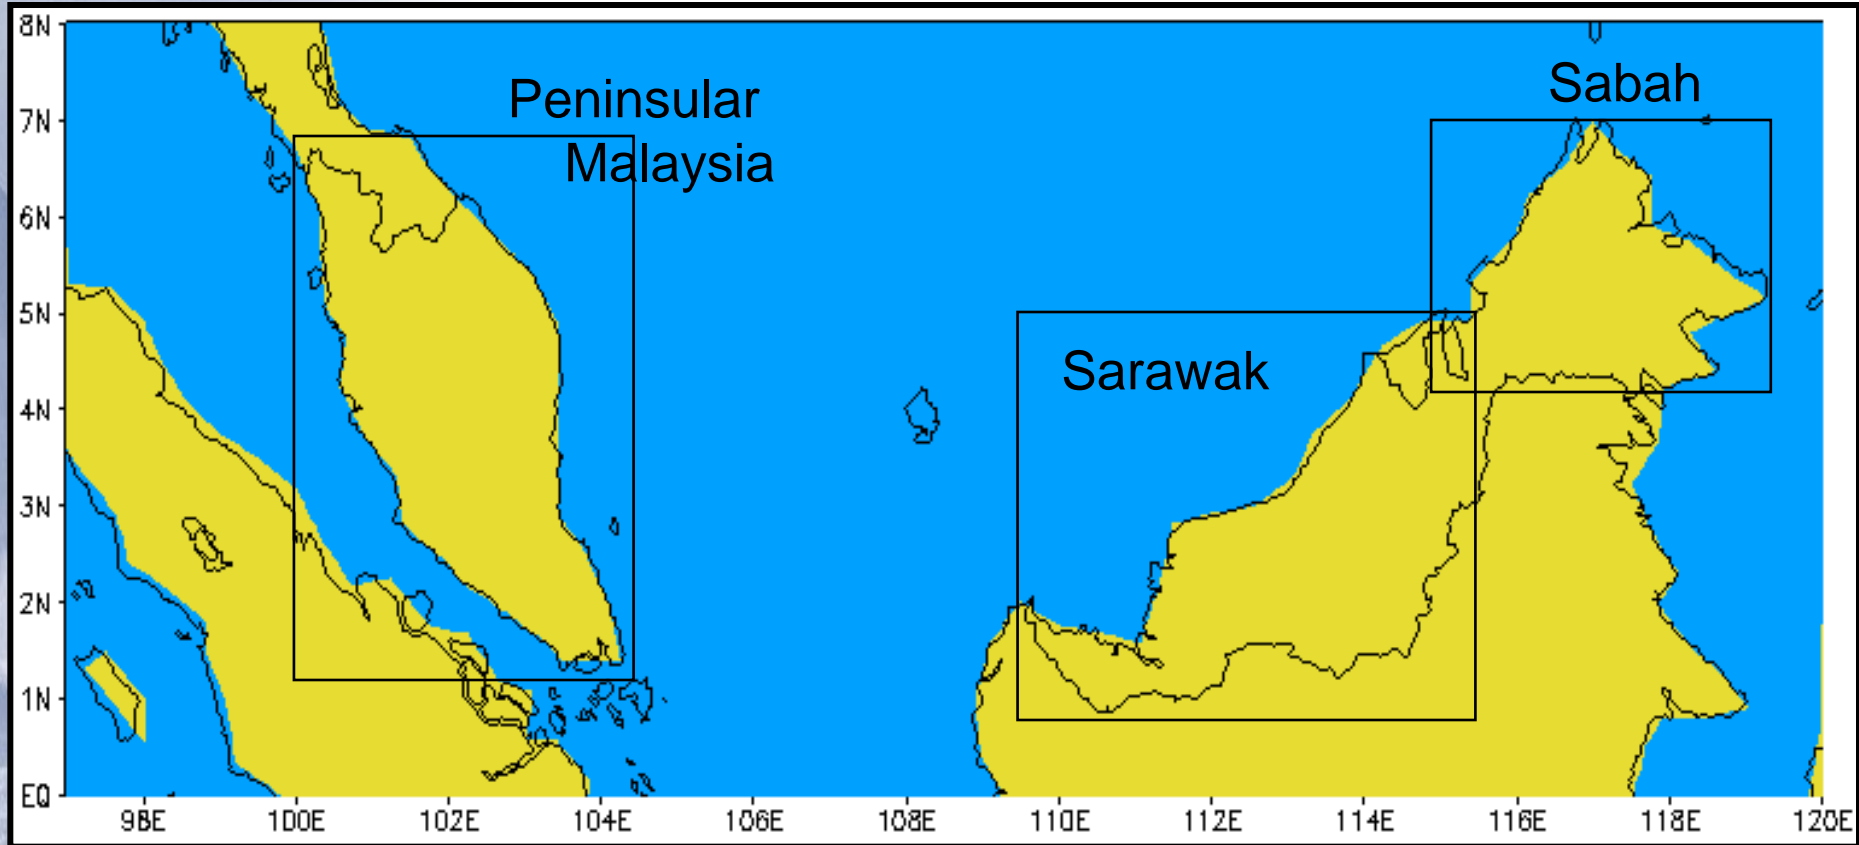 8N
Peninsular
Sabah
7N
Malaysia
6N
5N
Sarawak
4N
3N
2N
1N
EQ
98E 100E 102E 104E 106E 108E 110E 112E 114E 116E 118E 120E